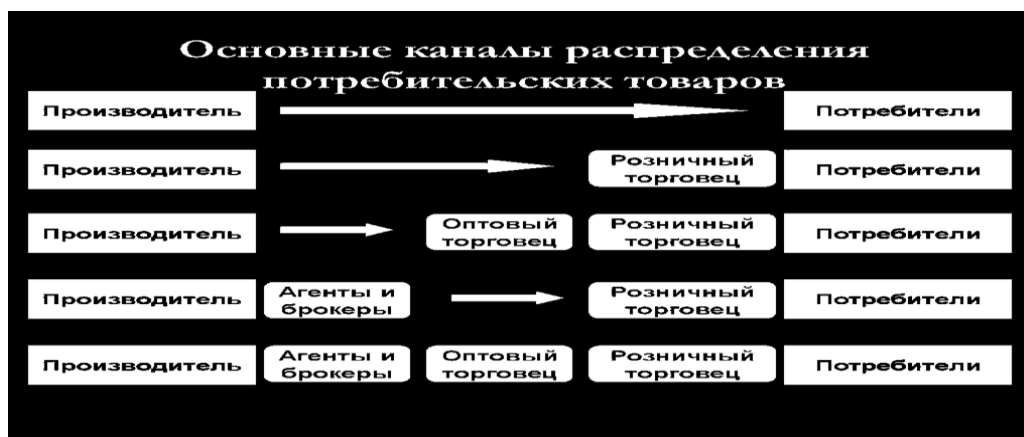 Основные каналы распределения
потребительских товаров
Производитель
Потребители
Производитель
Розничный
торговец
Потребители
Производитель
Оптовый
торговец
Розничный
торговец
Потребители
Производитель
Агенты и
брокеры
Розничный
торговец
Потребители
Производитель
Агенты и
брокеры
Оптовый
торговец
Розничный
торговец
Потребители